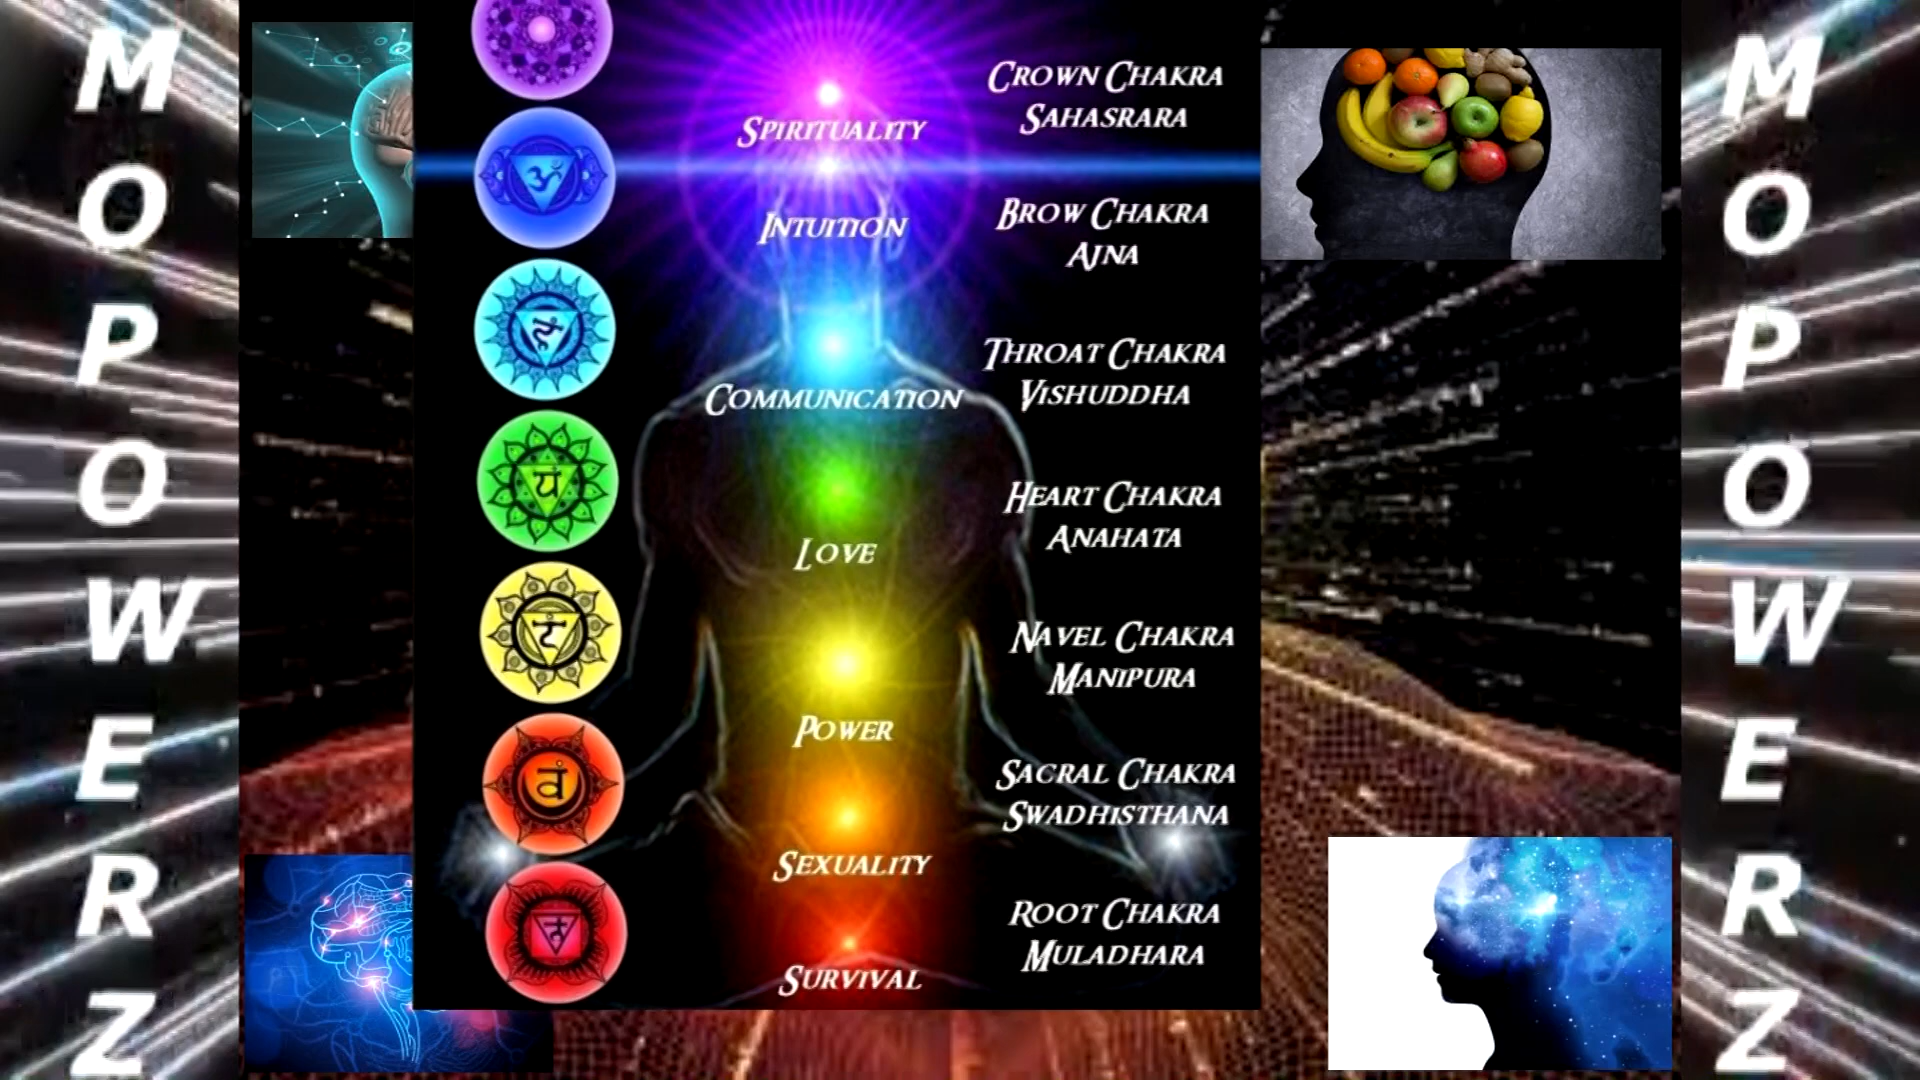 MOPOWERZ
CROWN CHAKRA
SAHASRARA
SPIRITUALITY
BROW CHAKRA
AJNA
INTUITION
ॐ
THROAT CHAKRA
VISHUDDHA
COMMUNICATION
HEART CHAKRA
ANAHATA
यं
LOVE
NAVEL CHAKRA
MANIPURA
रं
POWER
SACRAL CHAKRA
SWADHISTHANA
वं
SEXUALITY
ROOT CHAKRA
MULADHARA
SURVIVAL
MOPOWERZ